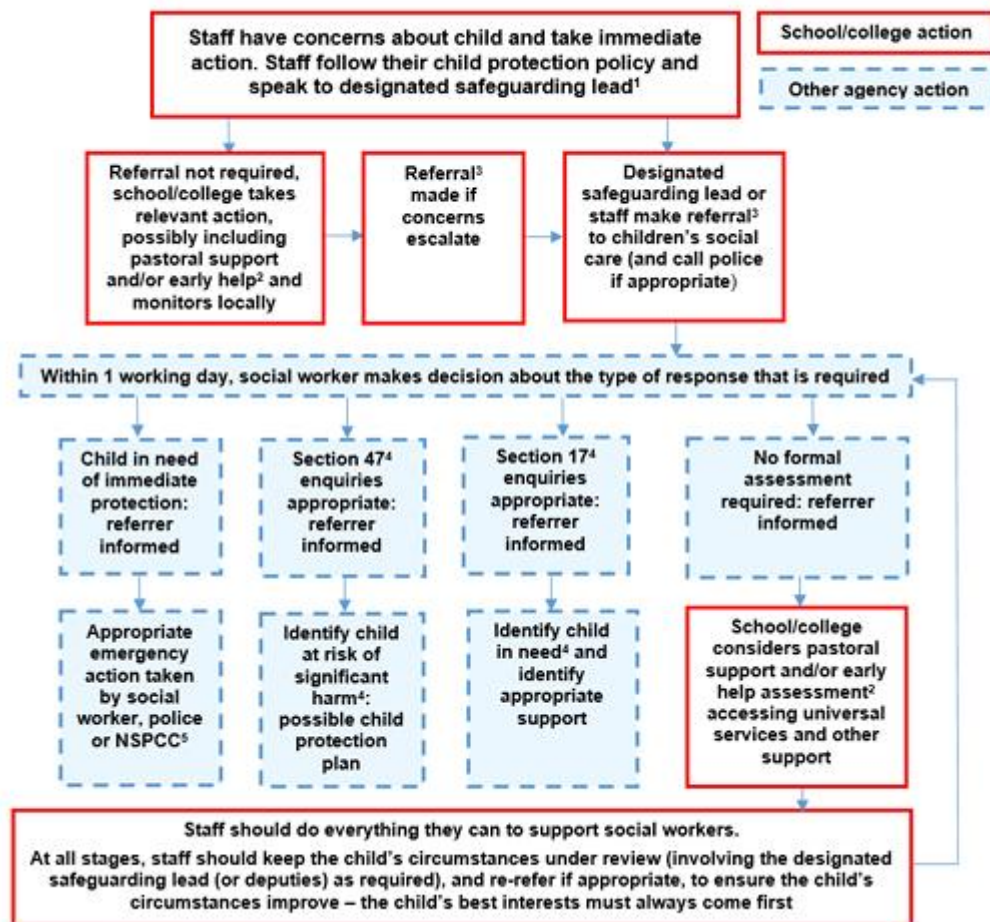 Staff have concerns about child and take immediate
action. Staff follow their child protection policy and
speak to designated safeguarding lead¹
School/college action
Other agency action
Referral not required,
school/college takes
relevant action,
possibly including
pastoral support
and/or early help² and
monitors locally
Referral³
made if
concerns
escalate
Designated
safeguarding lead or
staff make referral³
to children's social
care (and call police
if appropriate)
Within 1 working day, social worker makes decision about the type of response that is required
Child in need
of immediate
protection:
referrer
informed
Section 47⁴
enquiries
appropriate:
referrer
informed
Section 17⁴
enquiries
appropriate:
referrer
informed
No formal
assessment
required: referrer
informed
Appropriate
emergency
action taken
by social
worker, police
or NSPCC⁵
Identify child
at risk of
significant
harm⁴:
possible child
protection
plan
Identify child
in need⁴ and
identify
appropriate
support
School/college
considers pastoral
support and/or early
help assessment²
accessing universal
services and other
support
Staff should do everything they can to support social workers.
At all stages, staff should keep the child's circumstances under review (involving the designated
safeguarding lead (or deputies) as required), and re-refer if appropriate, to ensure the child's
circumstances improve – the child's best interests must always come first